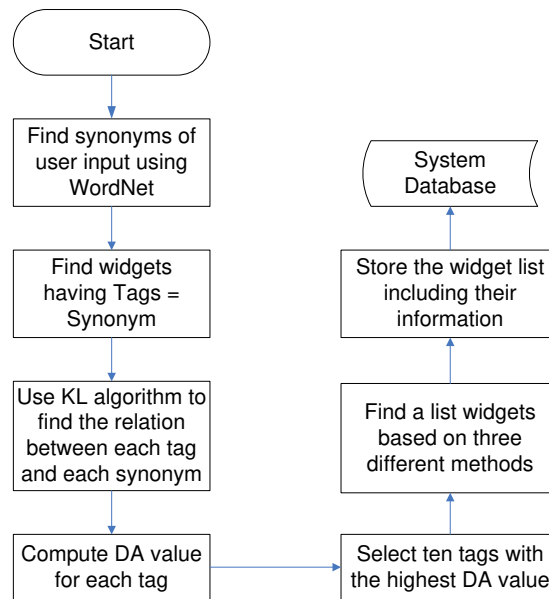 Start
Find synonyms of
user input using
WordNet
Find widgets
having Tags =
Synonym
Use KL algorithm to
find the relation
between each tag
and each synonym
Compute DA value
for each tag
Select ten tags with
the highest DA value
Find a list widgets
based on three
different methods
Store the widget list
including their
information
System
Database